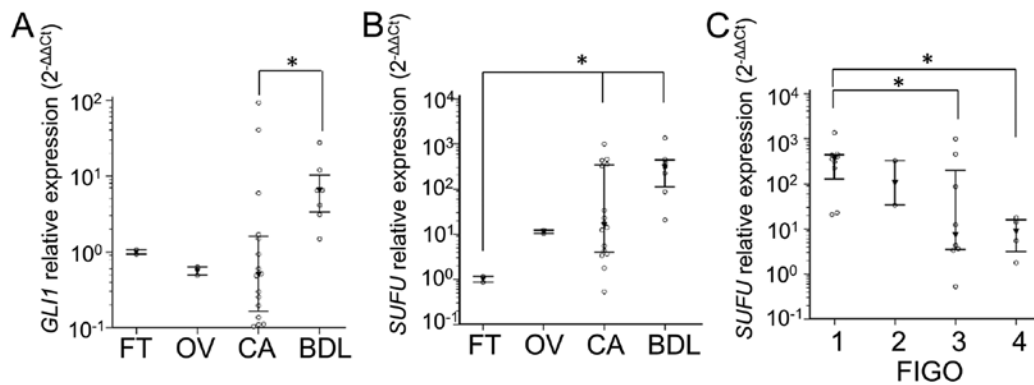 A
GLI1 relative expression (2-ΔΔCt)
10²
10¹
10⁰
10⁻¹
*
FT OV CA BDL
B
SUFU relative expression (2-ΔΔCt)
10⁴
10³
10²
10¹
10⁰
10⁻¹
*
FT OV CA BDL
C
SUFU relative expression (2-ΔΔCt)
10⁴
10³
10²
10¹
10⁰
10⁻¹
*
*
1 2 3 4
FIGO